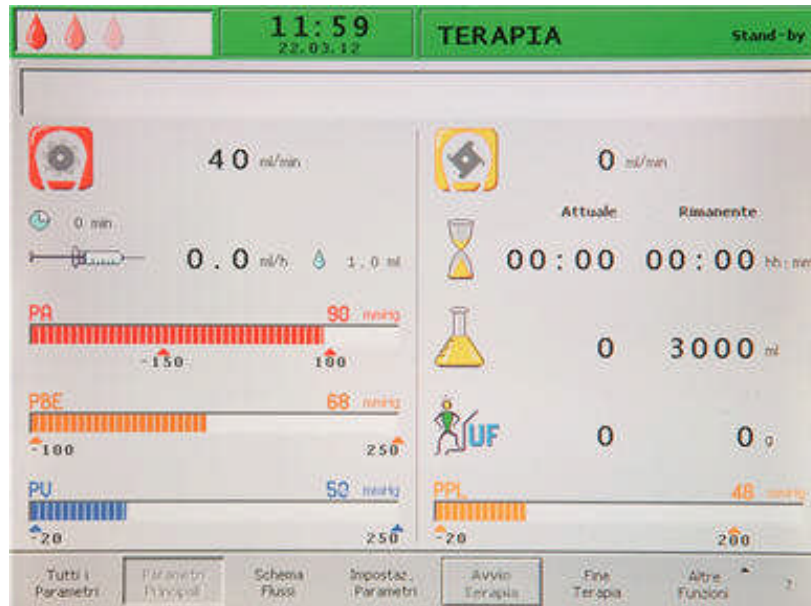 11:59
22.03.12
TERAPIA
Stand-by
40 ml/min
0 min
0.0 ml/h 1.0 ml
PA 90 mmHg
-150 100
PBE 68 mmHg
-100 250
PV 50 mmHg
-20 250
0 ml/min
Attuale Rimanente
00:00 00:00 hh:mm
0 3000 ml
UF 0 0 g
PPL 48 mmHg
-20 200
Tutti i Parametri
Parametri Principali
Schema Flussi
Impostaz. Parametri
Avvio Terapia
Fine Terapia
Altre Funzioni
?